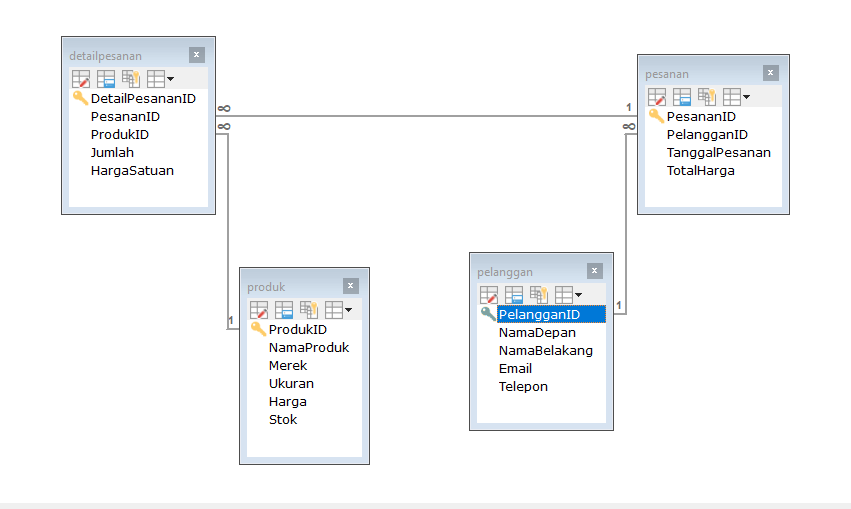 detailpesanan
DetailPesananID
PesananID
ProdukID
Jumlah
HargaSatuan
∞
∞
1
∞
pesanan
PesananID
PelangganID
TanggalPesanan
TotalHarga
produk
1
ProdukID
NamaProduk
Merek
Ukuran
Harga
Stok
pelanggan
1
PelangganID
NamaDepan
NamaBelakang
Email
Telepon